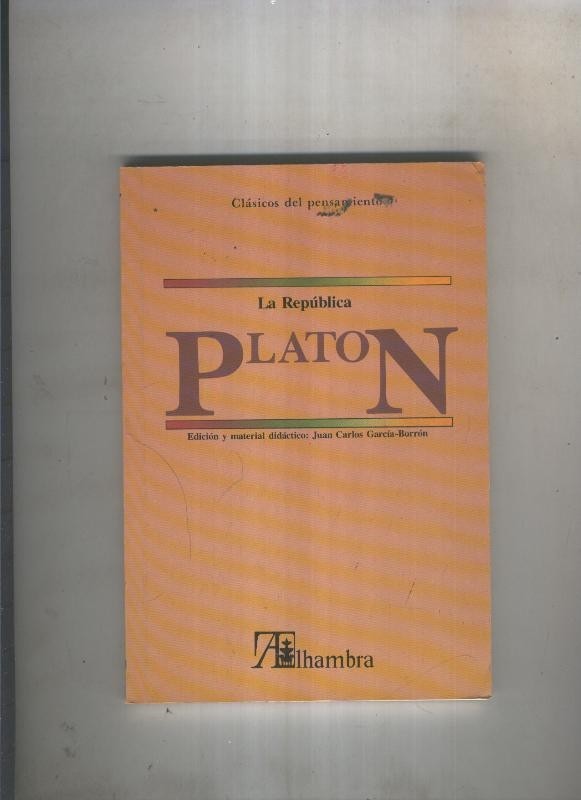 Clásicos del pensamiento
La República
PLATON
Edición y material didáctico: Juan Carlos García-Borrón
Alhambra